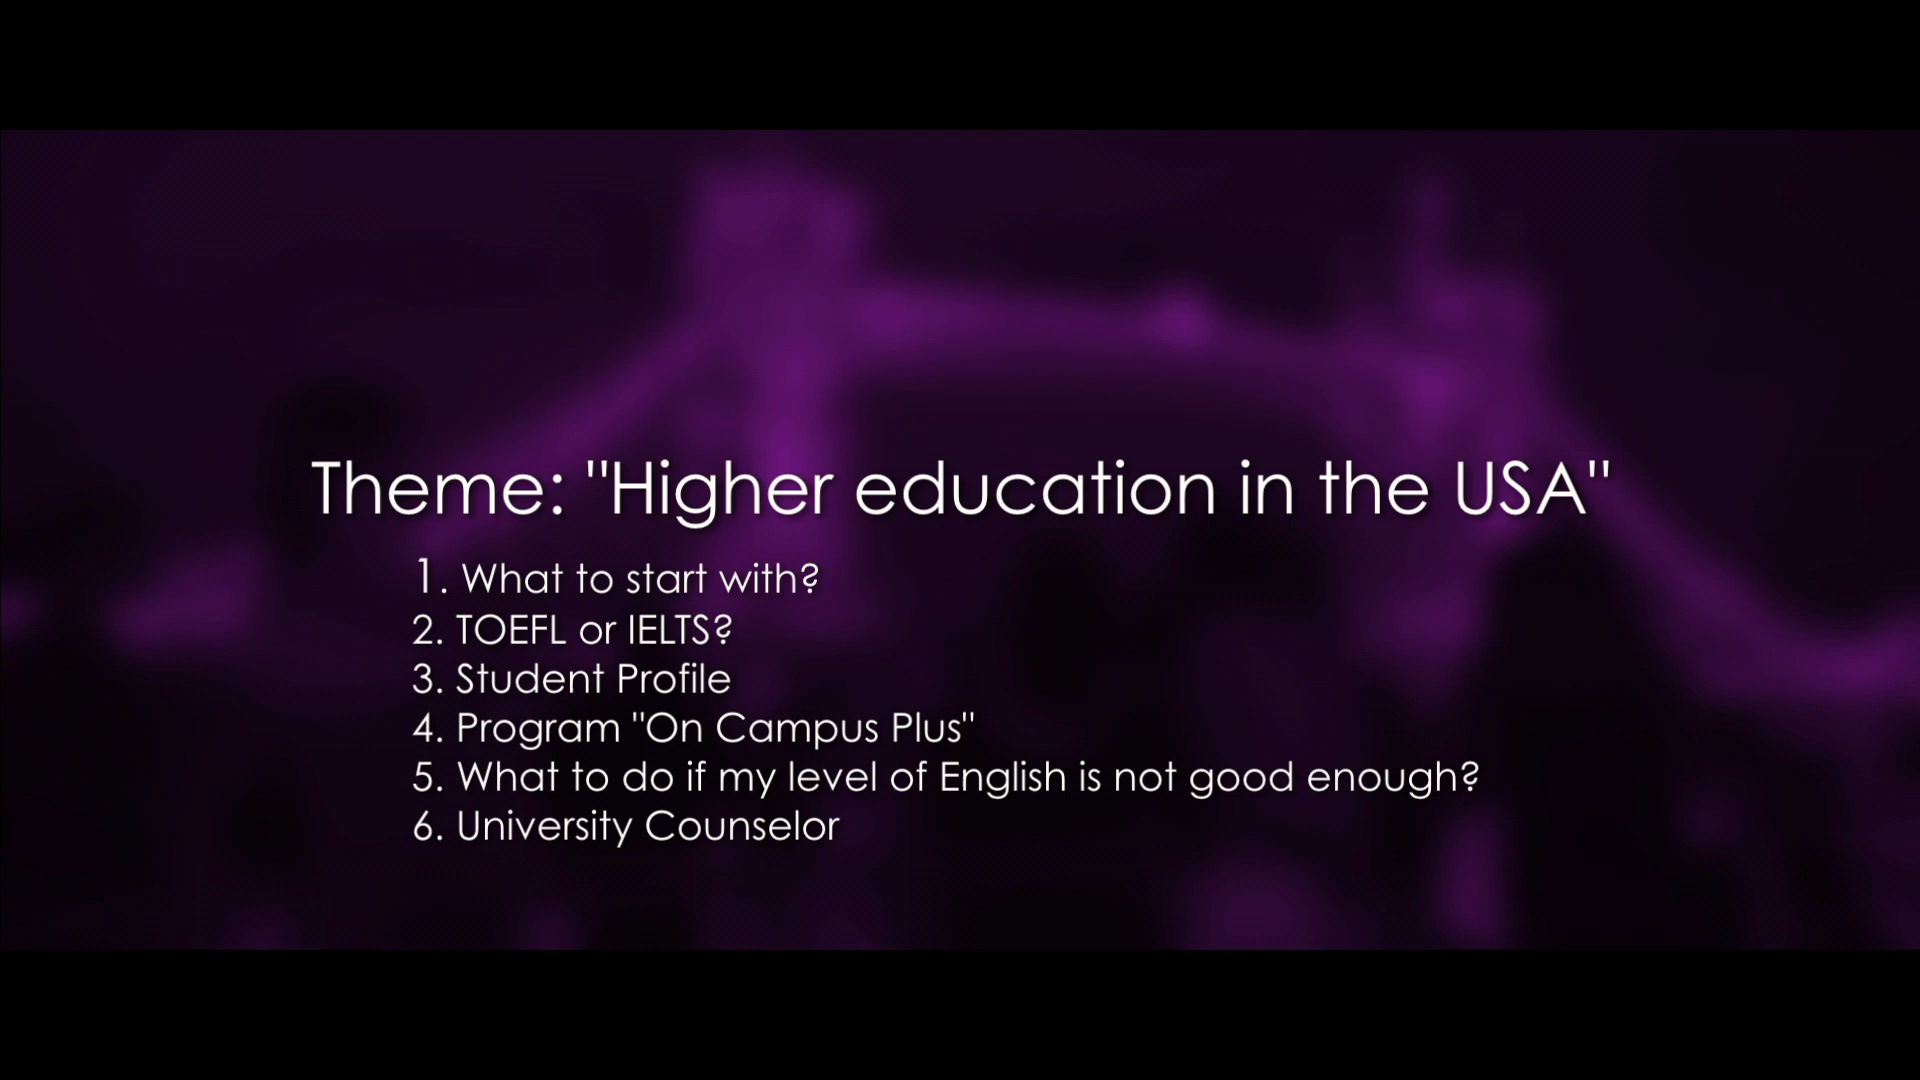 Theme: "Higher education in the USA"
1. What to start with?
2. TOEFL or IELTS?
3. Student Profile
4. Program "On Campus Plus"
5. What to do if my level of English is not good enough?
6. University Counselor